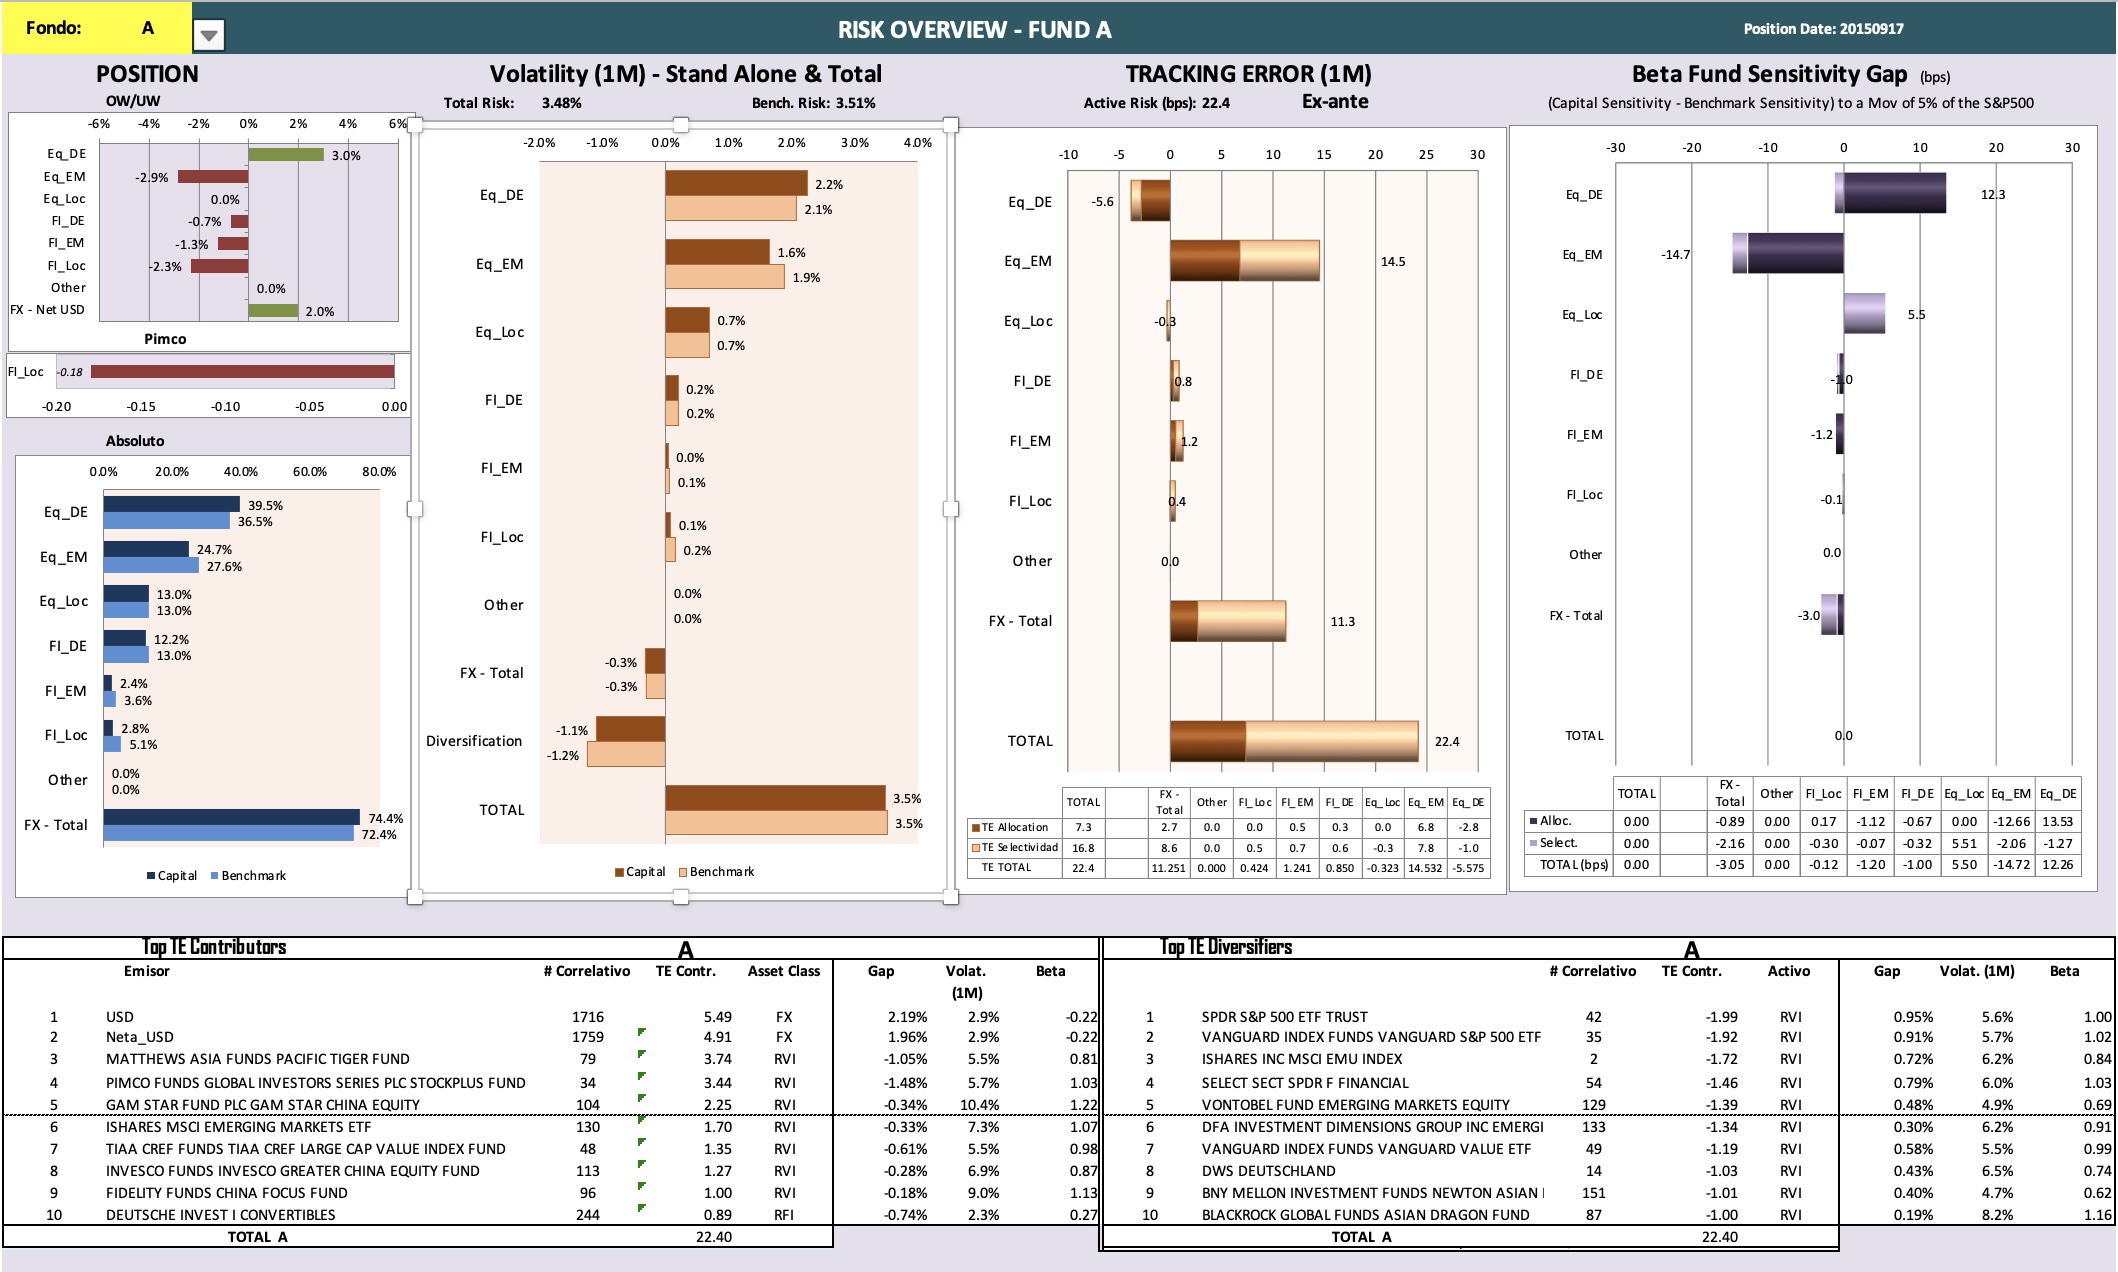 Fondo: A
RISK OVERVIEW - FUND A
Position Date: 20150917
POSITION
OW/UW
-6% -4% -2% 0% 2% 4% 6%
Eq_DE 3.0%
Eq_EM -2.9%
Eq_Loc 0.0%
FI_DE -0.7%
FI_EM -1.3%
FI_Loc -2.3%
Other 0.0%
FX - Net USD 2.0%
Pimco
FI_Loc -0.18
-0.20 -0.15 -0.10 -0.05 0.00
Absoluto
0.0% 20.0% 40.0% 60.0% 80.0%
Eq_DE 39.5%
36.5%
Eq_EM 24.7%
27.6%
Eq_Loc 13.0%
13.0%
FI_DE 12.2%
13.0%
FI_EM 2.4%
3.6%
FI_Loc 2.8%
5.1%
Other 0.0%
0.0%
FX - Total 74.4%
72.4%
Capital Benchmark
Volatility (1M) - Stand Alone & Total
Total Risk: 3.48% Bench. Risk: 3.51%
-2.0% -1.0% 0.0% 1.0% 2.0% 3.0% 4.0%
Eq_DE 2.2%
2.1%
Eq_EM 1.6%
1.9%
Eq_Loc 0.7%
0.7%
FI_DE 0.2%
0.2%
FI_EM 0.0%
0.1%
FI_Loc 0.1%
0.2%
Other 0.0%
0.0%
FX - Total -0.3%
-0.3%
Diversification -1.1%
-1.2%
TOTAL 3.5%
3.5%
Capital Benchmark
TRACKING ERROR (1M)
Active Risk (bps): 22.4 Ex-ante
-10 -5 0 5 10 15 20 25 30
Eq_DE -5.6
Eq_EM 14.5
Eq_Loc -0.3
FI_DE 0.8
FI_EM 1.2
FI_Loc 0.4
Other 0.0
FX - Total 11.3
TOTAL 22.4
TOTAL FX - Total Other FI_Loc FI_EM FI_DE Eq_Loc Eq_EM Eq_DE
TE Allocation 7.3 2.7 0.0 0.0 0.5 0.3 0.0 6.8 -2.8
TE Selectividad 16.8 8.6 0.0 0.5 0.7 0.6 -0.3 7.8 -1.0
TE TOTAL 22.4 11.251 0.000 0.424 1.241 0.850 -0.323 14.532 -5.575
Beta Fund Sensitivity Gap (bps)
(Capital Sensitivity - Benchmark Sensitivity) to a Mov of 5% of the S&P500
-30 -20 -10 0 10 20 30
Eq_DE 12.3
Eq_EM -14.7
Eq_Loc 5.5
FI_DE -1.0
FI_EM -1.2
FI_Loc -0.1
Other 0.0
FX - Total -3.0
TOTAL 0.0
TOTAL FX - Total Other FI_Loc FI_EM FI_DE Eq_Loc Eq_EM Eq_DE
Alloc. 0.00 -0.89 0.00 0.17 -1.12 -0.67 0.00 -12.66 13.53
Select. 0.00 -2.16 0.00 -0.30 -0.07 -0.32 5.51 -2.06 -1.27
TOTAL (bps) 0.00 -3.05 0.00 -0.12 -1.20 -1.00 5.50 -14.72 12.26
Top TE Contributors A
Emisor # Correlativo TE Contr. Asset Class Gap Volat. (1M) Beta
1 USD 1716 5.49 FX 2.19% 2.9% -0.22
2 Neta_USD 1759 4.91 FX 1.96% 2.9% -0.22
3 MATTHEWS ASIA FUNDS PACIFIC TIGER FUND 79 3.74 RVI -1.05% 5.5% 0.81
4 PIMCO FUNDS GLOBAL INVESTORS SERIES PLC STOCKPLUS FUND 34 3.44 RVI -1.48% 5.7% 1.03
5 GAM STAR FUND PLC GAM STAR CHINA EQUITY 104 2.25 RVI -0.34% 10.4% 1.22
6 ISHARES MSCI EMERGING MARKETS ETF 130 1.70 RVI -0.33% 7.3% 1.07
7 TIAA CREF FUNDS TIAA CREF LARGE CAP VALUE INDEX FUND 48 1.35 RVI -0.61% 5.5% 0.98
8 INVESCO FUNDS INVESCO GREATER CHINA EQUITY FUND 113 1.27 RVI -0.28% 6.9% 0.87
9 FIDELITY FUNDS CHINA FOCUS FUND 96 1.00 RVI -0.18% 9.0% 1.13
10 DEUTSCHE INVEST I CONVERTIBLES 244 0.89 RFI -0.74% 2.3% 0.27
TOTAL A 22.40
Top TE Diversifiers A
# Correlativo TE Contr. Activo Gap Volat. (1M) Beta
1 SPDR S&P 500 ETF TRUST 42 -1.99 RVI 0.95% 5.6% 1.00
2 VANGUARD INDEX FUNDS VANGUARD S&P 500 ETF 35 -1.92 RVI 0.91% 5.7% 1.02
3 ISHARES INC MSCI EMU INDEX 2 -1.72 RVI 0.72% 6.2% 0.84
4 SELECT SECT SPDR F FINANCIAL 54 -1.46 RVI 0.79% 6.0% 1.03
5 VONTOBEL FUND EMERGING MARKETS EQUITY 129 -1.39 RVI 0.48% 4.9% 0.69
6 DFA INVESTMENT DIMENSIONS GROUP INC EMERGI 133 -1.34 RVI 0.30% 6.2% 0.91
7 VANGUARD INDEX FUNDS VANGUARD VALUE ETF 49 -1.19 RVI 0.58% 5.5% 0.99
8 DWS DEUTSCHLAND 14 -1.03 RVI 0.43% 6.5% 0.74
9 BNY MELLON INVESTMENT FUNDS NEWTON ASIAN 151 -1.01 RVI 0.40% 4.7% 0.62
10 BLACKROCK GLOBAL FUNDS ASIAN DRAGON FUND 87 -1.00 RVI 0.19% 8.2% 1.16
TOTAL A 22.40